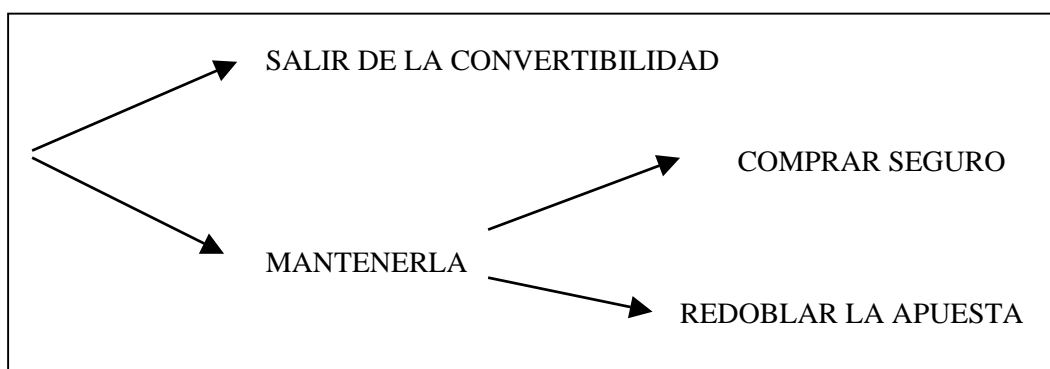 SALIR DE LA CONVERTIBILIDAD
COMPRAR SEGURO
MANTENERLA
REDOBLAR LA APUESTA